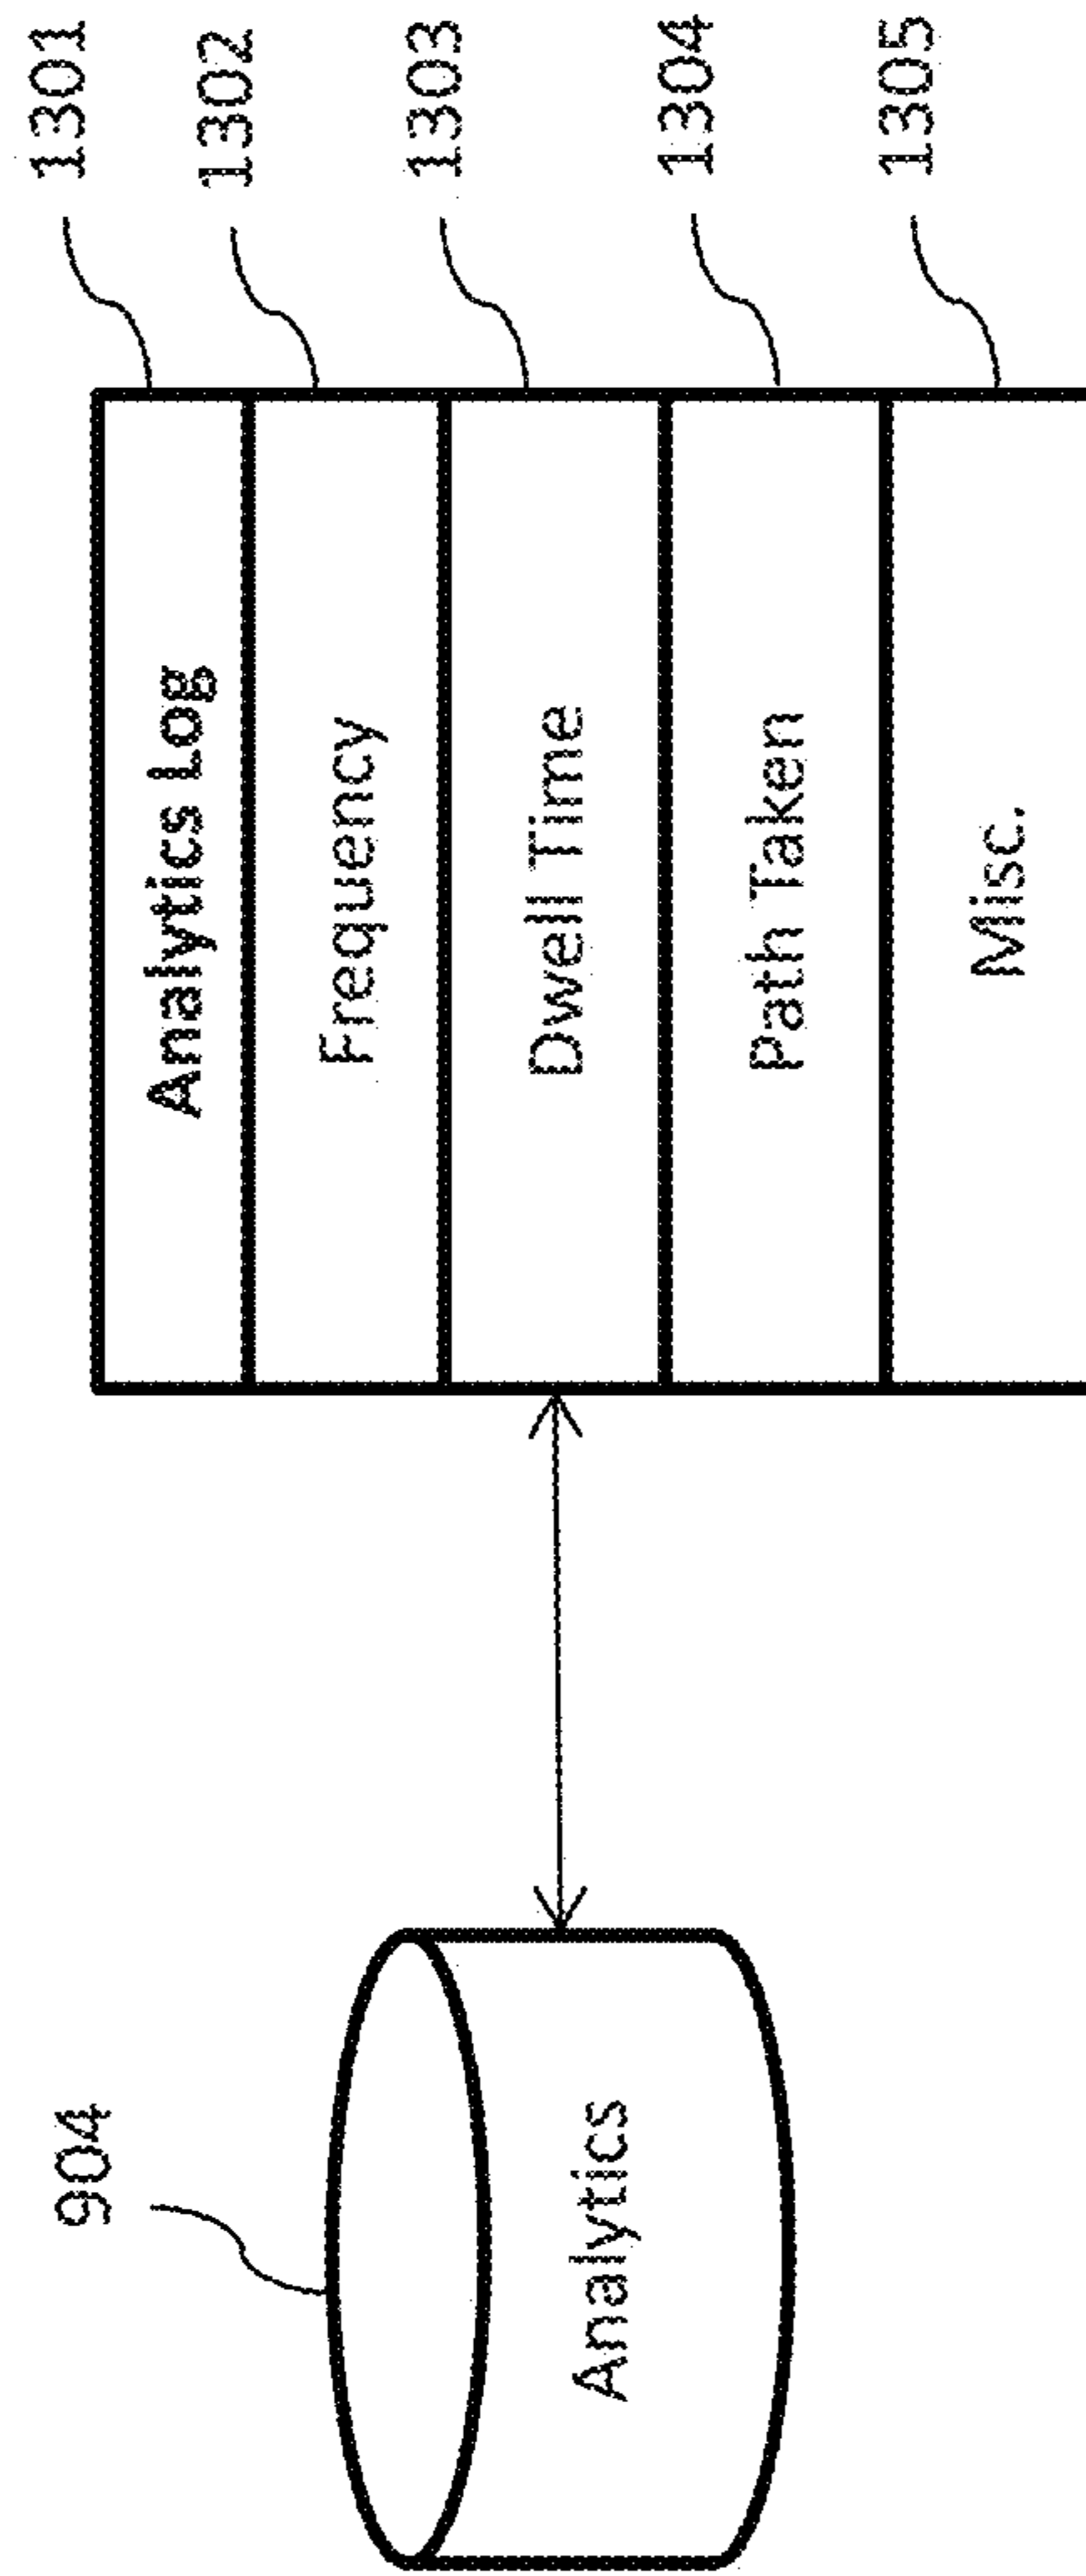 904
Analytics
Analytics Log
1301
Frequency
1302
Dwell Time
1303
Path Taken
1304
Misc.
1305